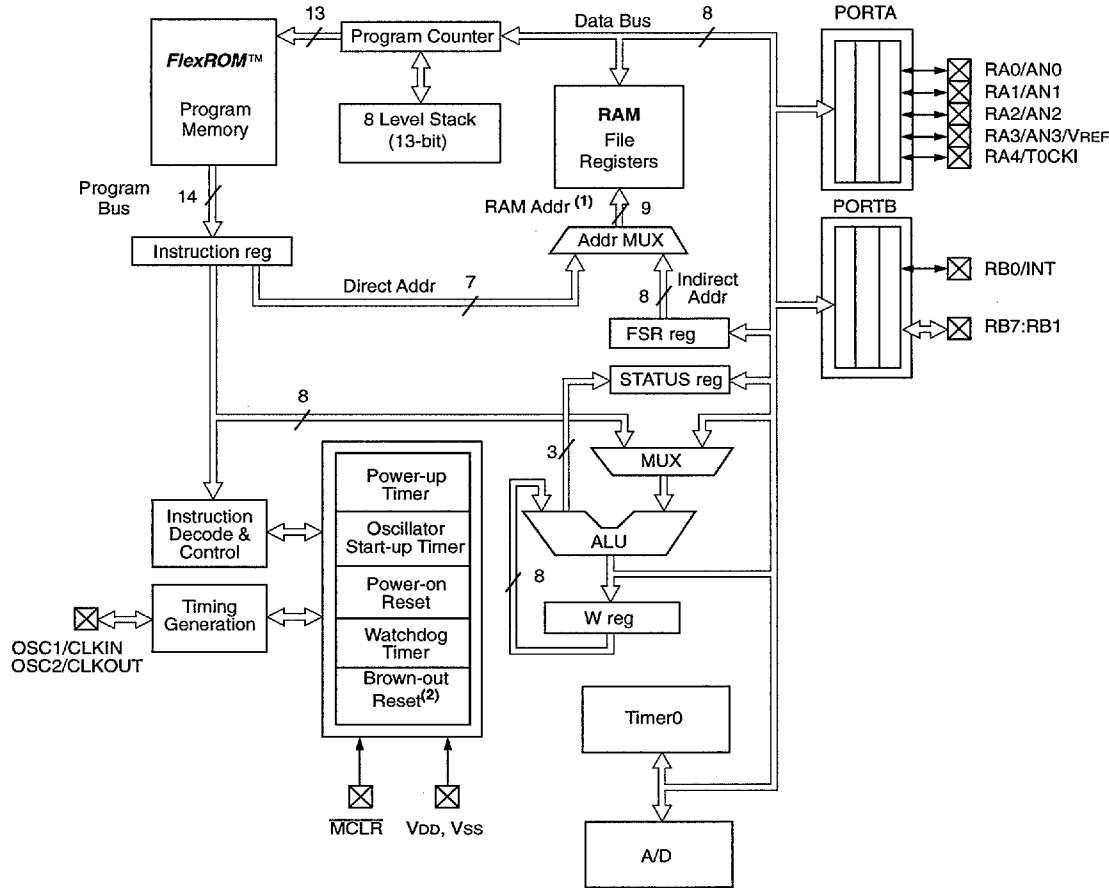 13
Data Bus
8
PORTA
FlexROM™
Program
Memory
Program Counter
8 Level Stack
(13-bit)
RAM
File
Registers
RA0/AN0
RA1/AN1
RA2/AN2
RA3/AN3/VREF
RA4/T0CKI
Program
Bus
14
RAM Addr (1)
9
PORTB
Instruction reg
Addr MUX
Direct Addr
7
8
Indirect
Addr
RB0/INT
FSR reg
RB7:RB1
STATUS reg
8
3
MUX
Power-up
Timer
Instruction
Decode &
Control
Oscillator
Start-up Timer
ALU
Power-on
Reset
8
Timing
Generation
W reg
Watchdog
Timer
OSC1/CLKIN
OSC2/CLKOUT
Brown-out
Reset(2)
Timer0
MCLR
VDD, VSS
A/D